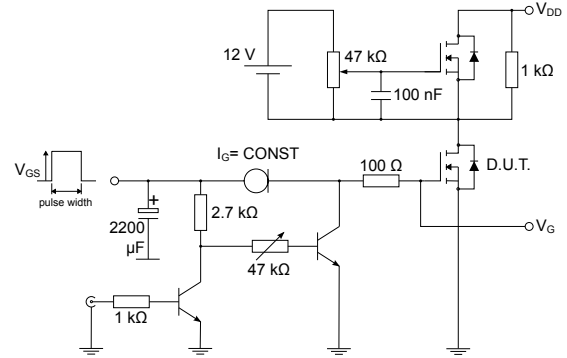 V_DD
12 V
47 kΩ
1 kΩ
100 nF
I_G= CONST
100 Ω
D.U.T.
V_GS
pulse width
+
2200
μF
2.7 kΩ
V_G
47 kΩ
1 kΩ